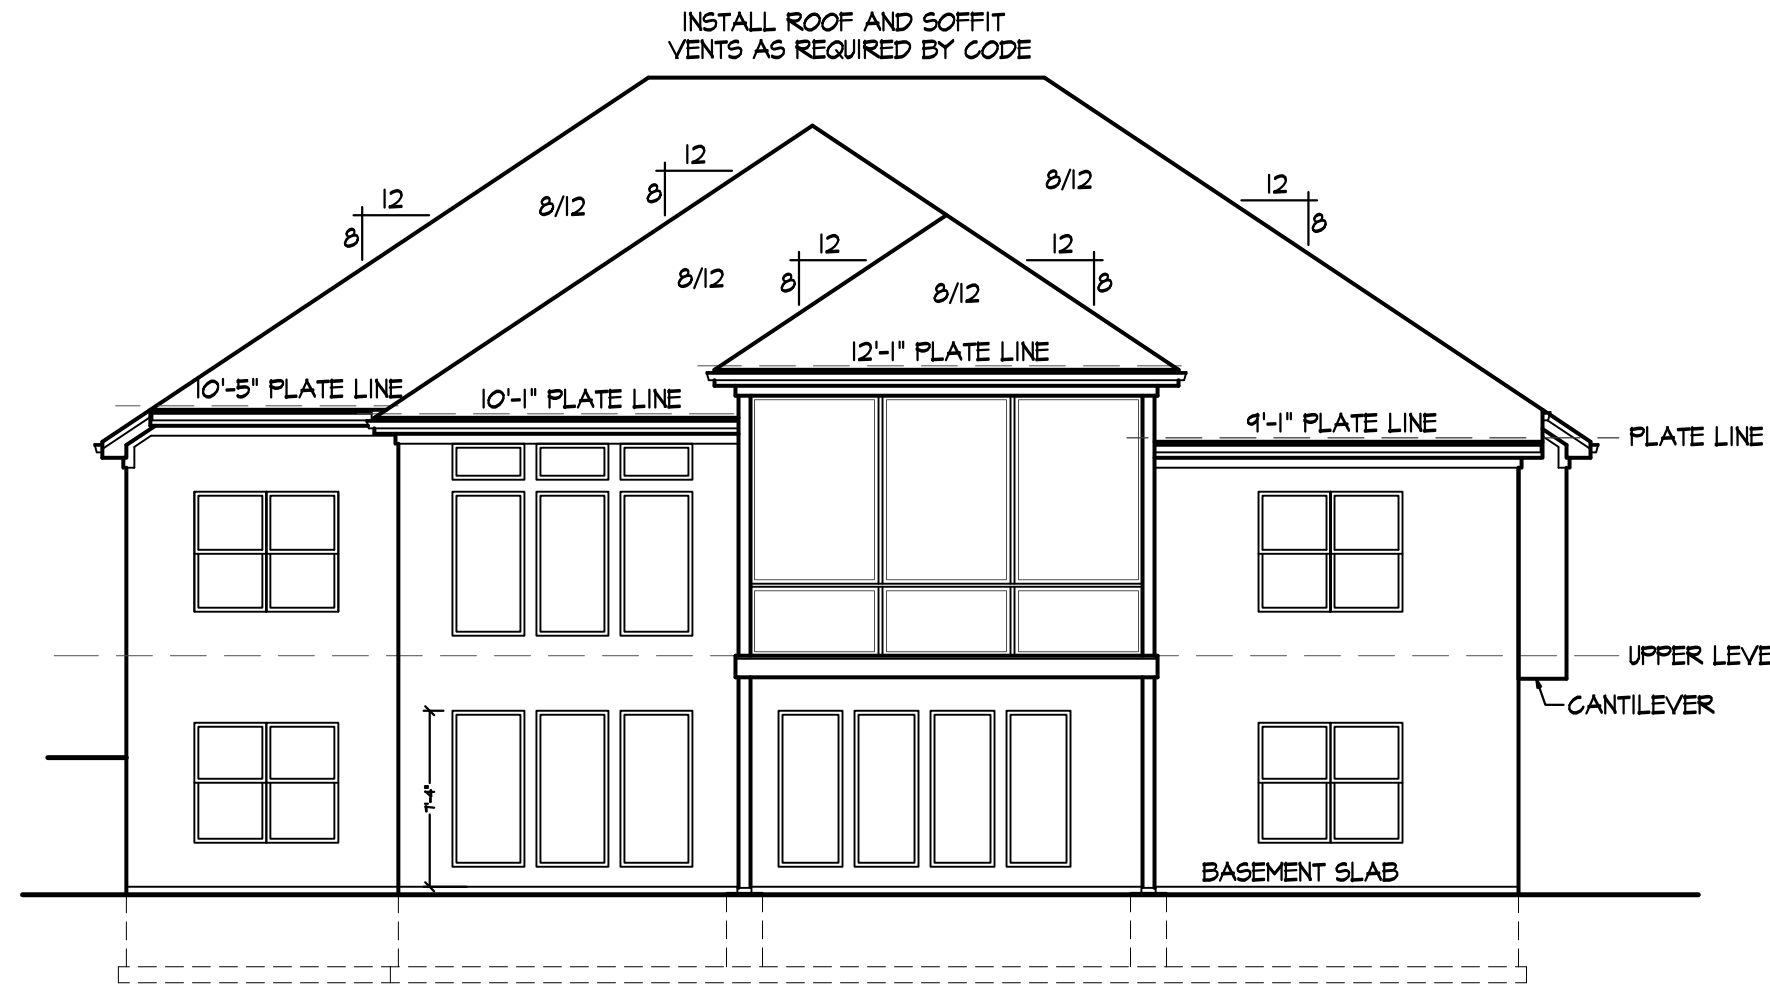 INSTALL ROOF AND SOFFIT
VENTS AS REQUIRED BY CODE
12
8
12
8
8/12
8/12
12
8
12
8
12
8
8/12
8/12
12'-1" PLATE LINE
10'-5" PLATE LINE
10'-1" PLATE LINE
9'-1" PLATE LINE
PLATE LINE
UPPER LEVE
CANTILEVER
7'-4"
BASEMENT SLAB